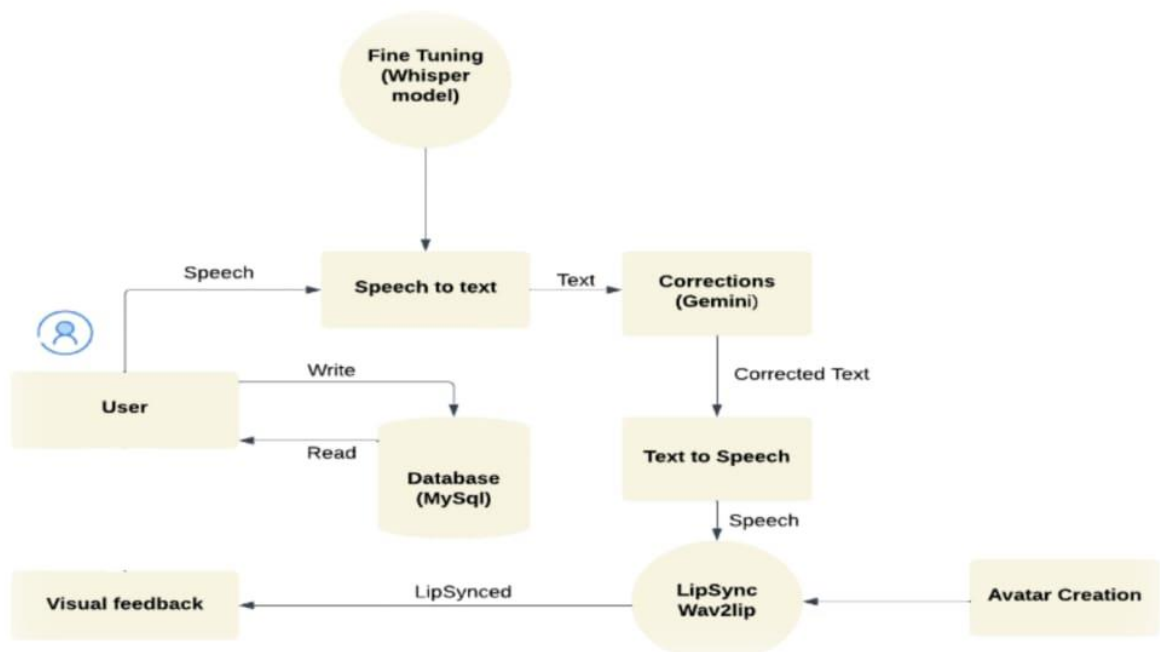 Fine Tuning
(Whisper
model)
Speech
Speech to text
Text
Corrections
(Gemini)
Write
Corrected Text
User
Read
Database
(MySql)
Text to Speech
Speech
Visual feedback
LipSynced
LipSync
Wav2lip
Avatar Creation